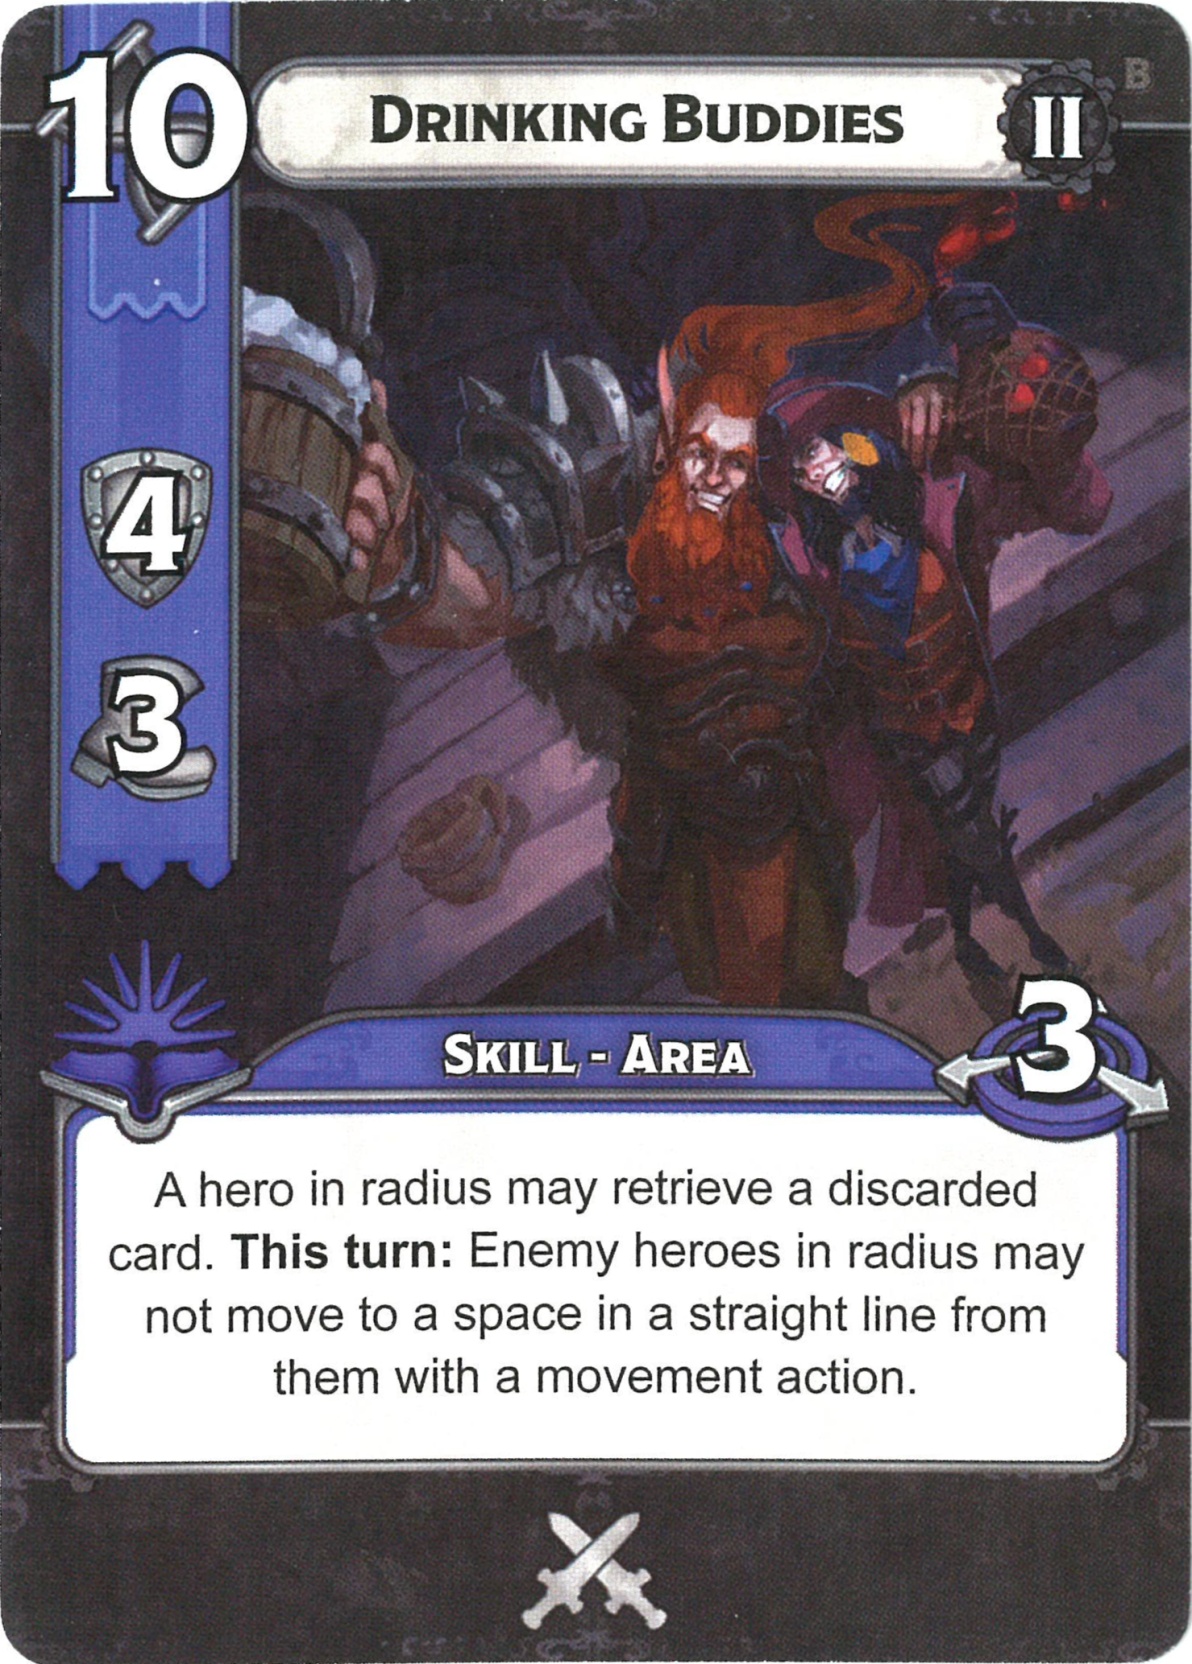 10
DRINKING BUDDIES
II
B
4
3
SKILL - AREA
3
A hero in radius may retrieve a discarded
card. This turn: Enemy heroes in radius may
not move to a space in a straight line from
them with a movement action.